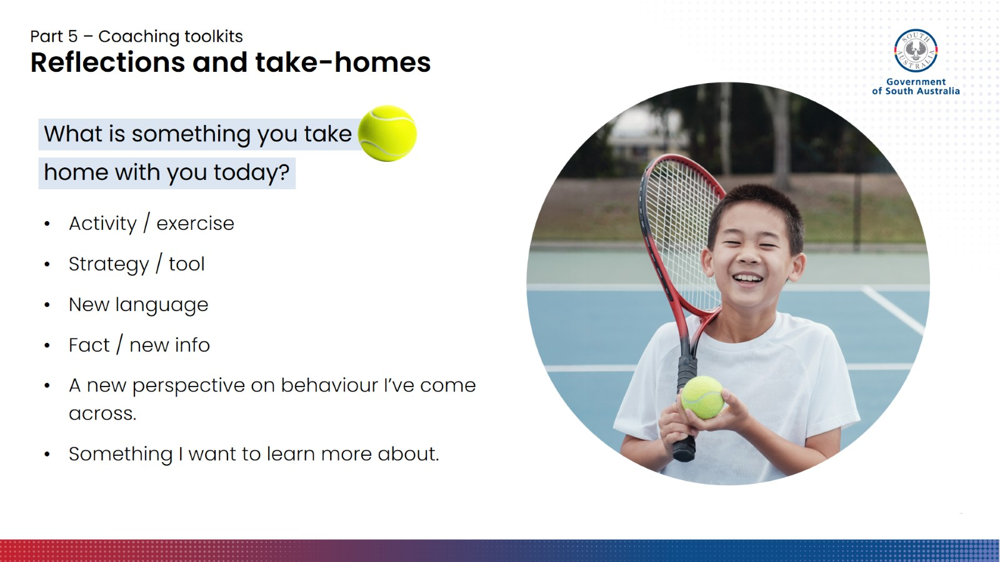 Part 5 – Coaching toolkits
Reflections and take-homes
SOUTH AUSTRALIA
Government
of South Australia
What is something you take
home with you today?
• Activity / exercise
• Strategy / tool
• New language
• Fact / new info
• A new perspective on behaviour I’ve come
across.
• Something I want to learn more about.